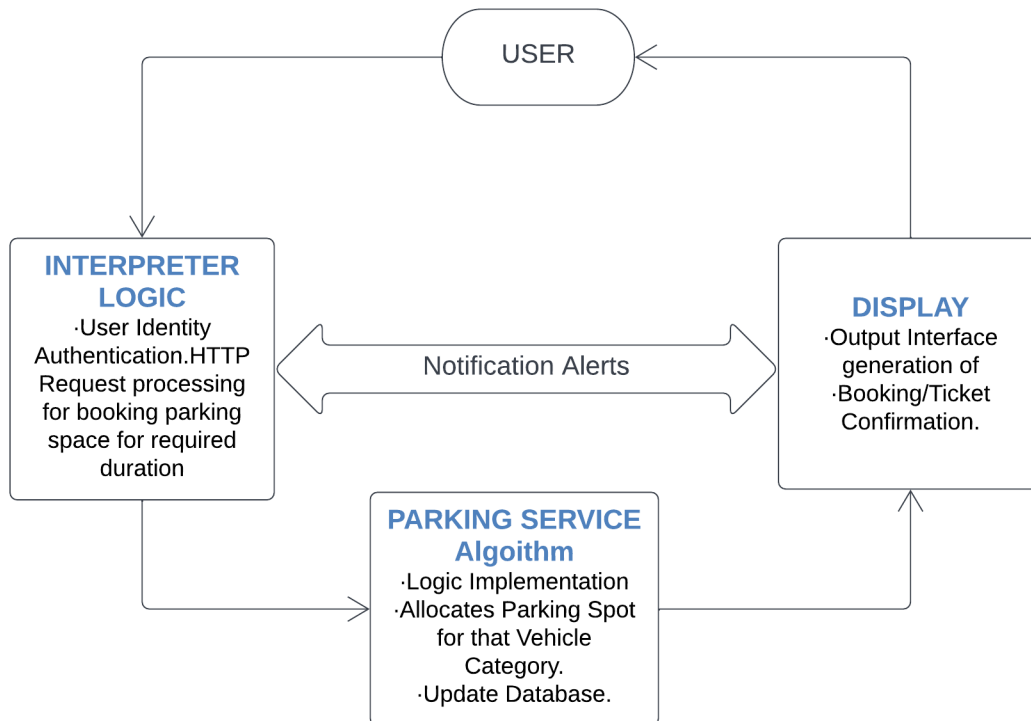 USER
INTERPRETER
LOGIC
·User Identity
Authentication.HTTP
Request processing
for booking parking
space for required
duration
Notification Alerts
DISPLAY
·Output Interface
generation of
·Booking/Ticket
Confirmation.
PARKING SERVICE
Algoithm
·Logic Implementation
·Allocates Parking Spot
for that Vehicle
Category.
·Update Database.